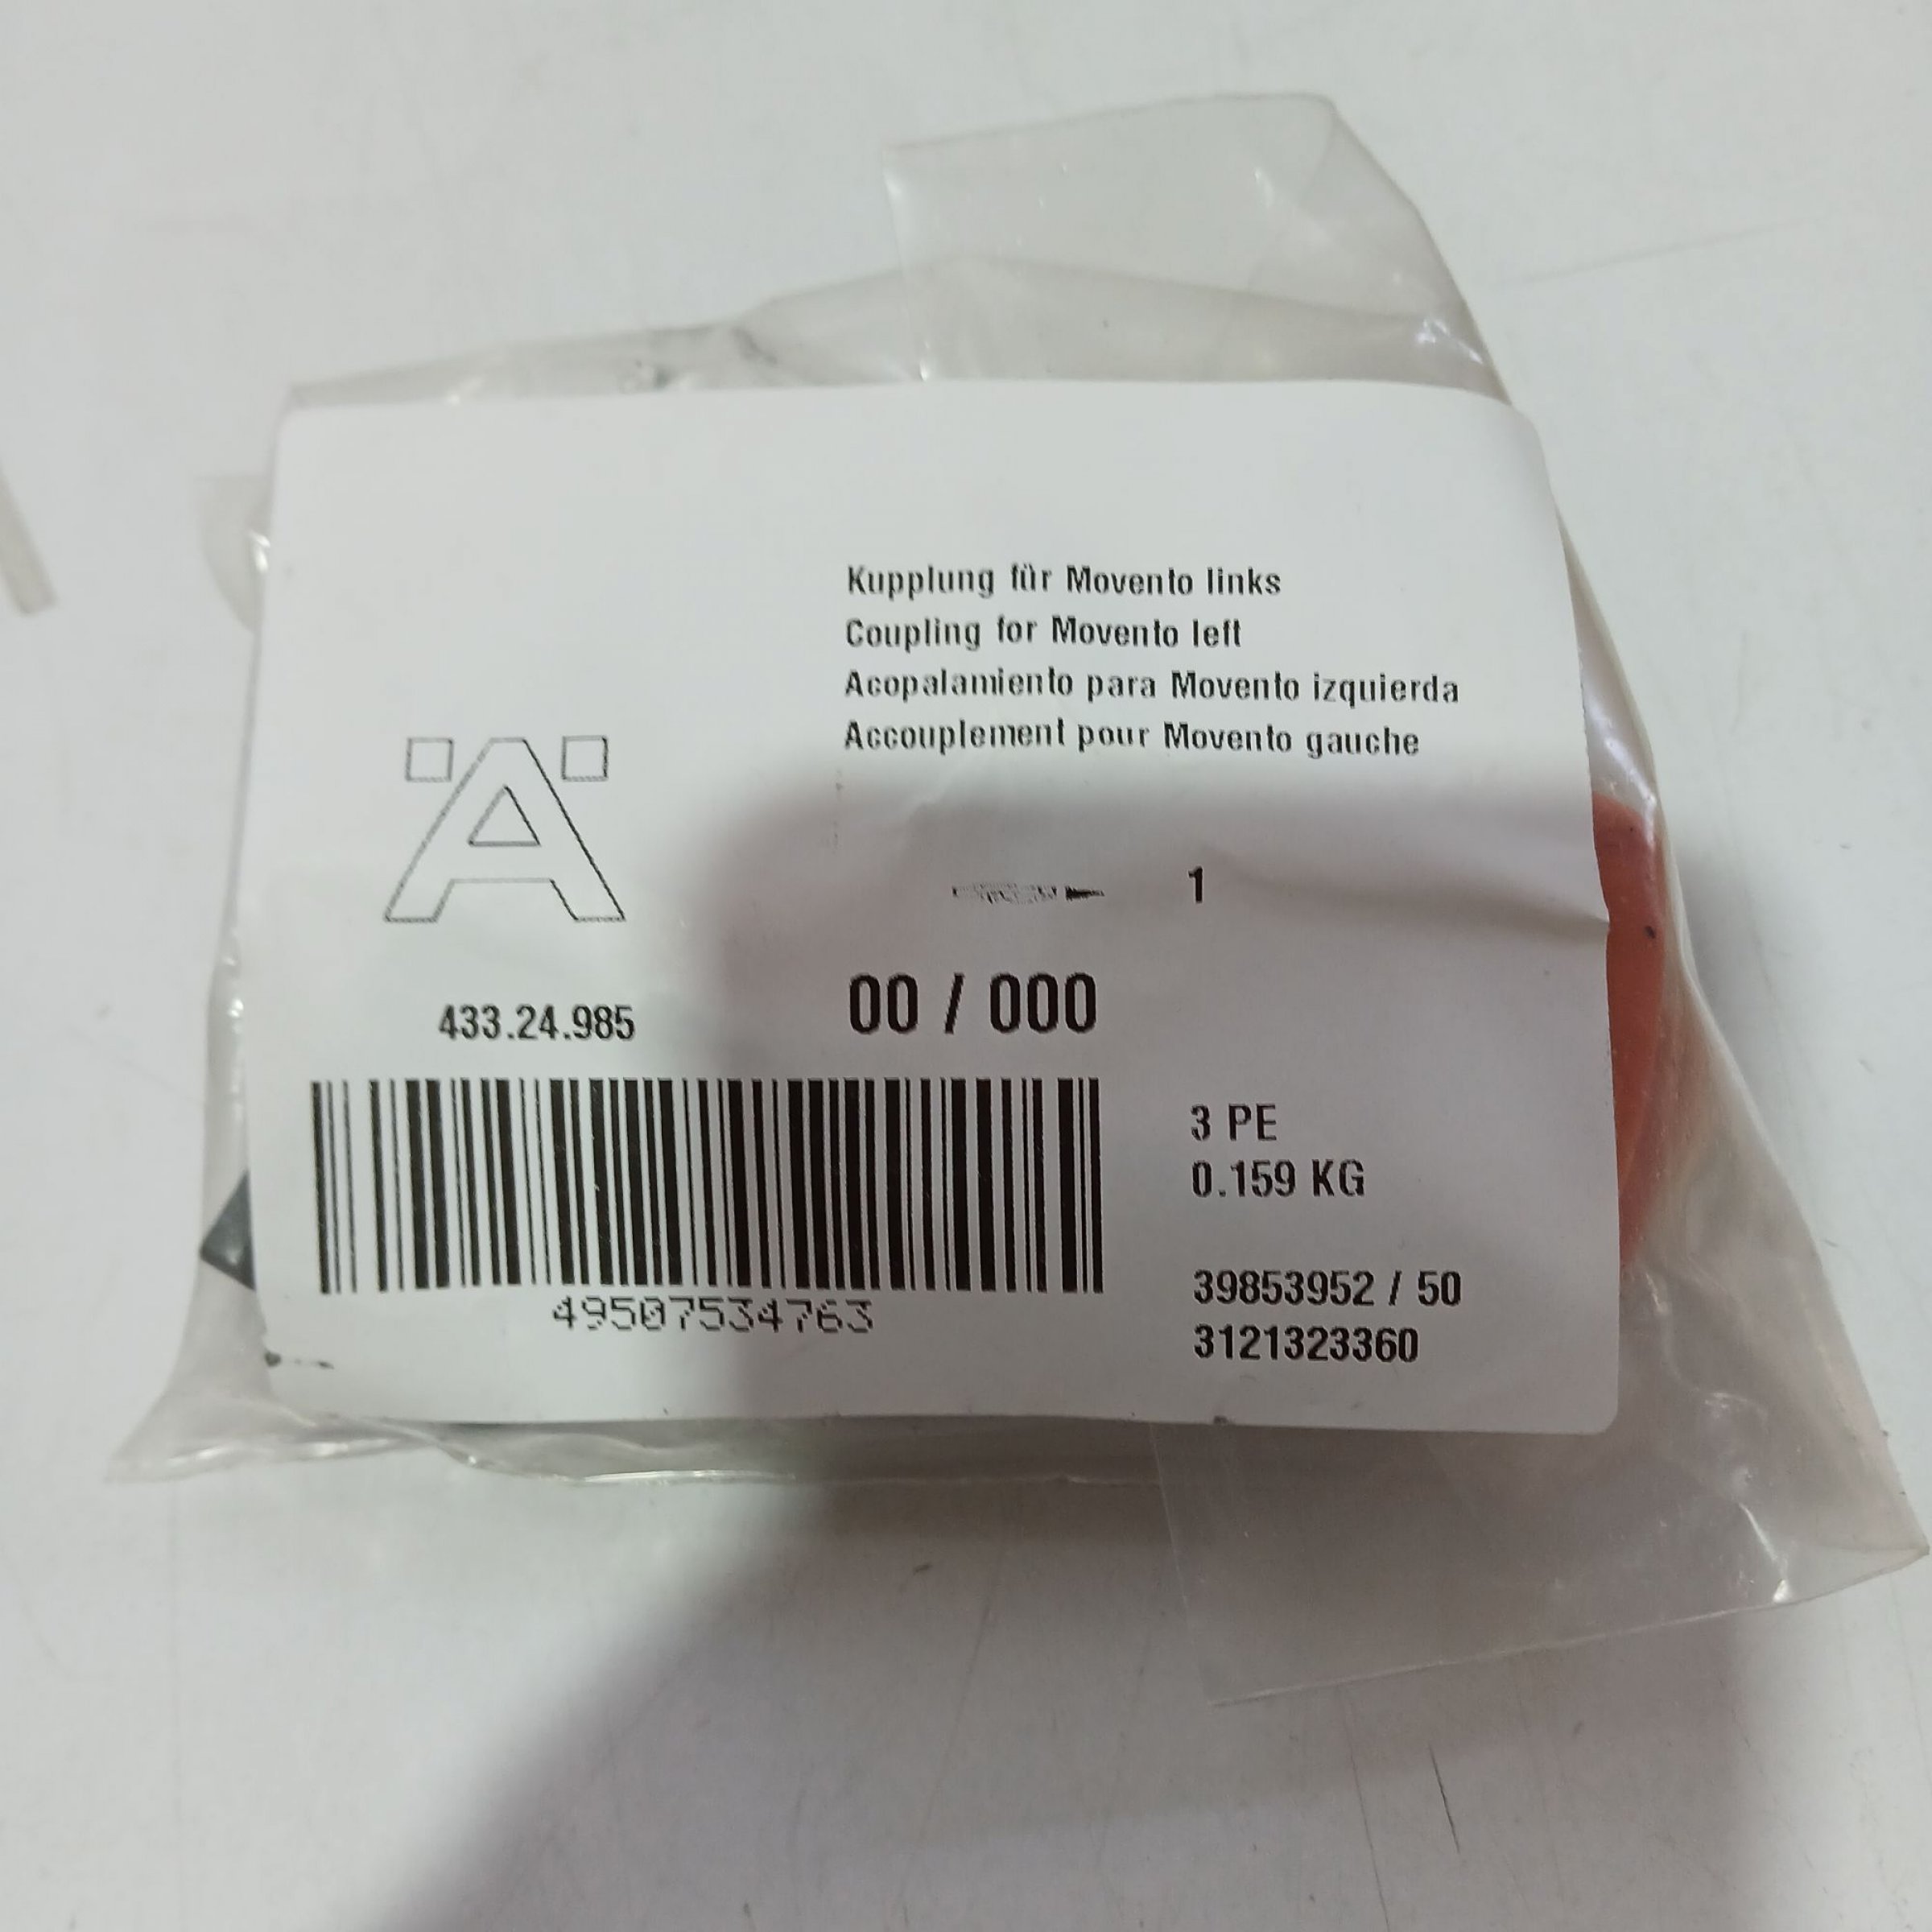 Kupplung für Movento links
Coupling for Movento left
Acopalamiento para Movento izquierda
Accouplement pour Movento gauche
Ä
1
433.24.985
00 / 000
3 PE
0.159 KG
49507534763
39853952 / 50
3121323360